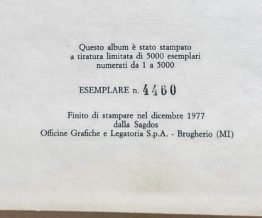 Questo album è stato stampato
a tiratura limitata di 5000 esemplari
numerati da 1 a 5000
ESEMPLARE n. 4460
Finito di stampare nel dicembre 1977
dalla Sagdos
Officine Grafiche e Legatoria S.p.A. - Brugherio (MI)